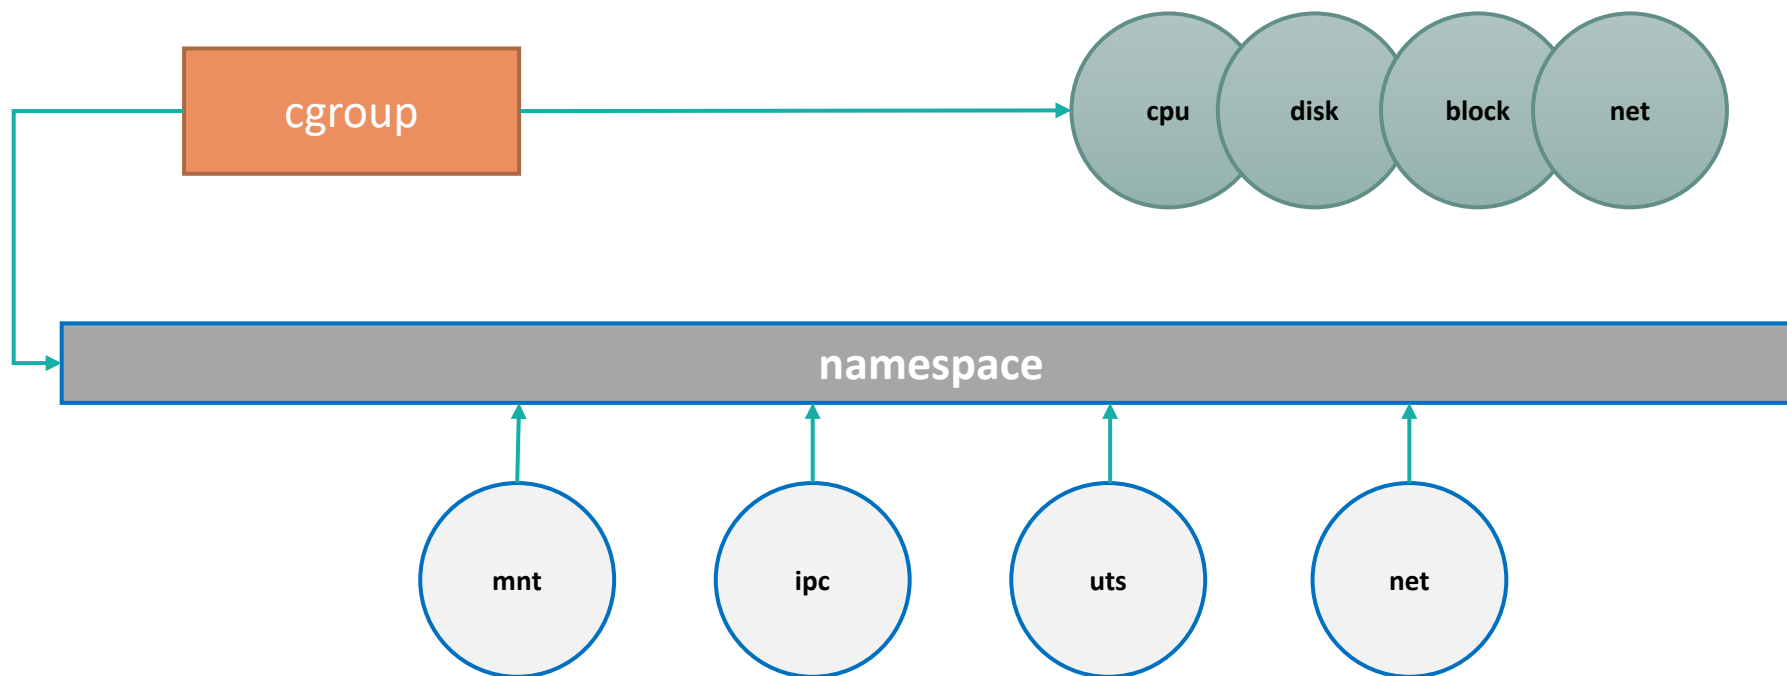 cgroup
cpu
disk
block
net
namespace
mnt
ipc
uts
net